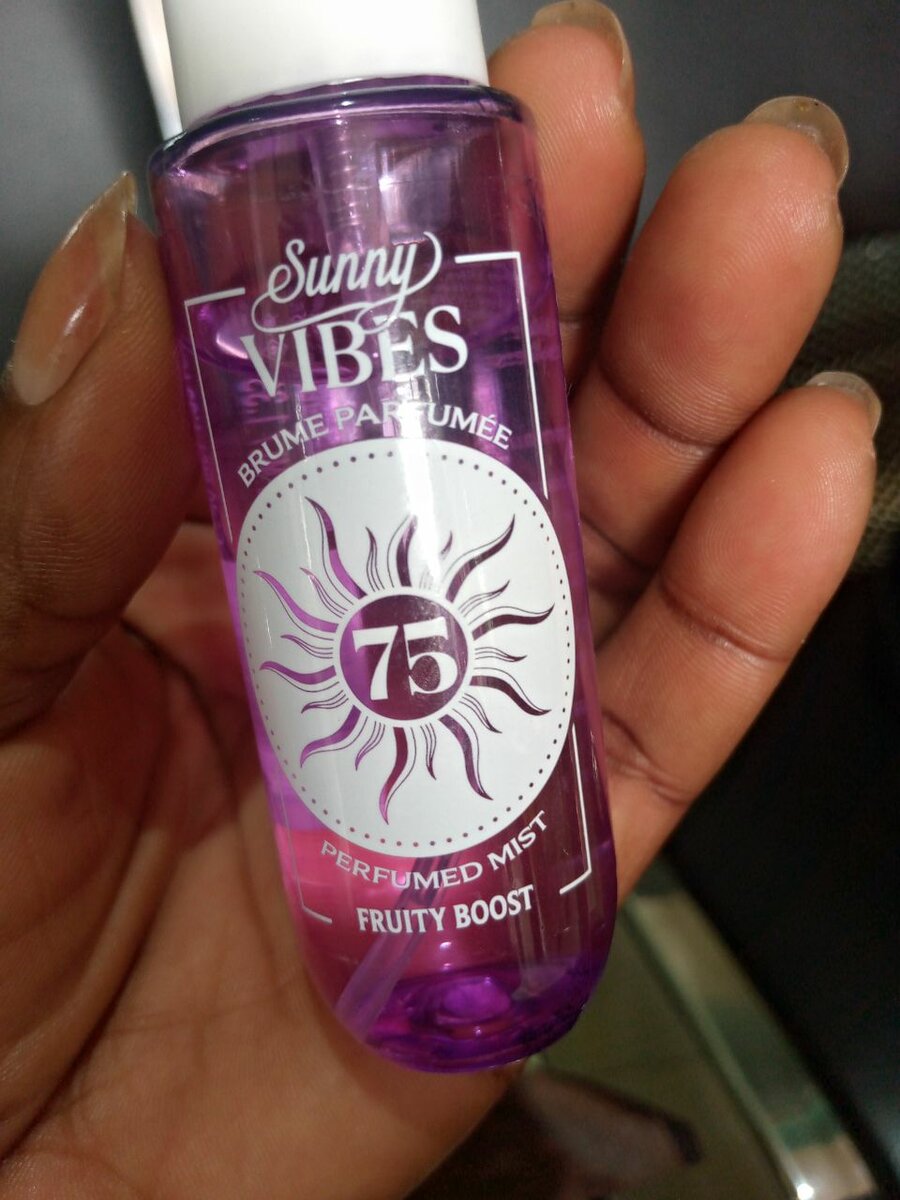 Sunny
VIBES
BRUME PARFUMÉE
75
PERFUMED MIST
FRUITY BOOST